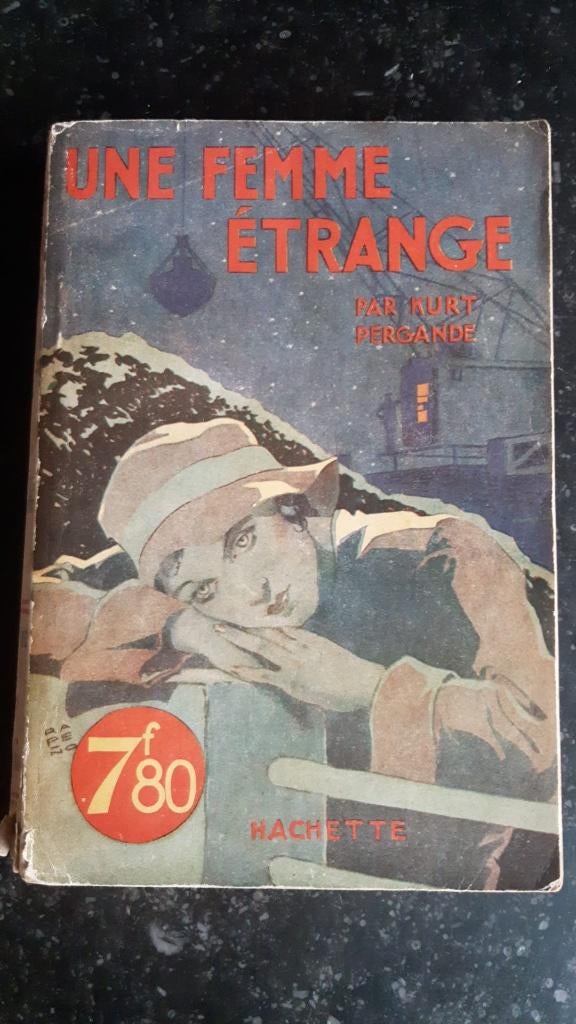 UNE FEMME
ÉTRANGE
PAR KURT
PERGANDE
7f80
HACHETTE